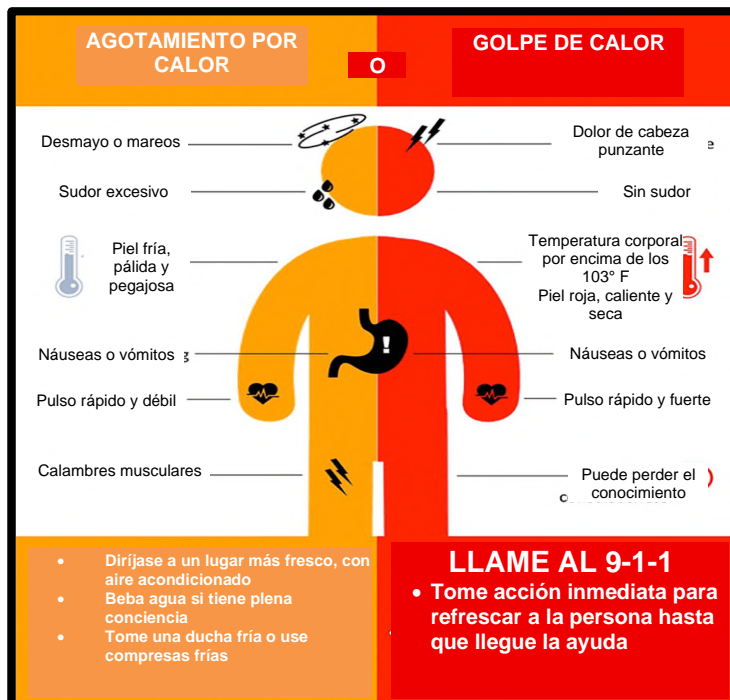 AGOTAMIENTO POR
CALOR
O
GOLPE DE CALOR
Desmayo o mareos
Sudor excesivo
Piel fría,
pálida y
pegajosa
Náuseas o vómitos
Pulso rápido y débil
Calambres musculares
Dolor de cabeza
punzante
Sin sudor
Temperatura corporal
por encima de los
103° F
Piel roja, caliente y
seca
Náuseas o vómitos
Pulso rápido y fuerte
Puede perder el
conocimiento
!
• Diríjase a un lugar más fresco, con
aire acondicionado
• Beba agua si tiene plena
conciencia
• Tome una ducha fría o use
compresas frías
LLAME AL 9-1-1
• Tome acción inmediata para
refrescar a la persona hasta
que llegue la ayuda